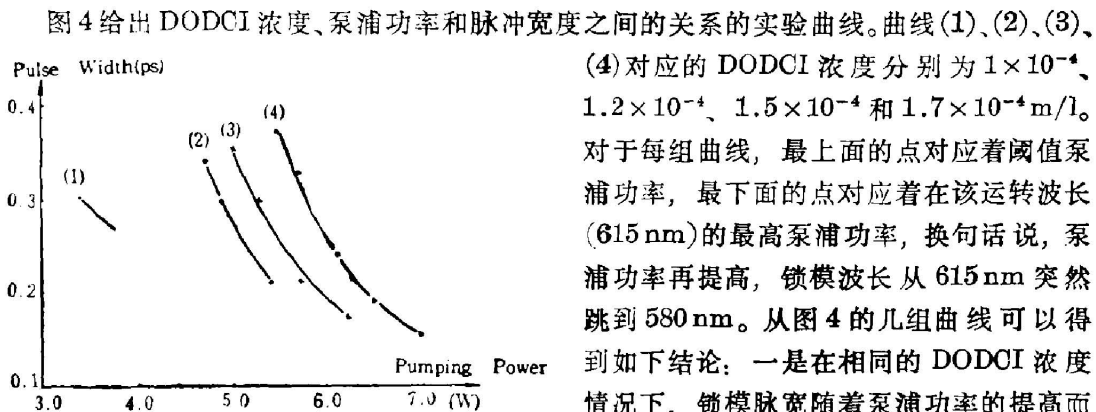 图4给出DODCI浓度、泵浦功率和脉冲宽度之间的关系的实验曲线。曲线(1)、(2)、(3)、
(4)对应的DODCI浓度分别为1×10⁻⁴、
1.2×10⁻⁴、1.5×10⁻⁴和1.7×10⁻⁴m/l。
对于每组曲线，最上面的点对应着阈值泵
浦功率，最下面的点对应着在该运转波长
(615nm)的最高泵浦功率，换句话说，泵
浦功率再提高，锁模波长从615nm突然
跳到580nm。从图4的几组曲线可以得
到如下结论：一是在相同的DODCI浓度
情况下，锁模脉宽随着泵浦功率的提高而
Pulse Width(ps)
0.4
(4)
(2) (3)
(1)
0.3
0.2
Pumping Power
0.1
3.0 4.0 5.0 6.0 7.0 (W)